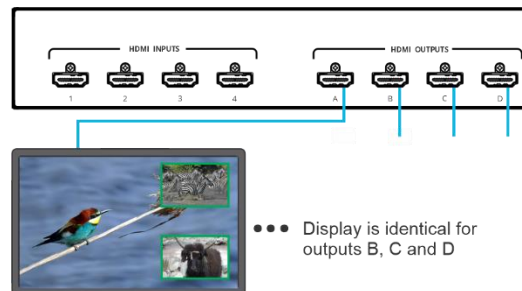 HDMI INPUTS
HDMI OUTPUTS
1 2 3 4
A B C D
Display is identical for
outputs B, C and D